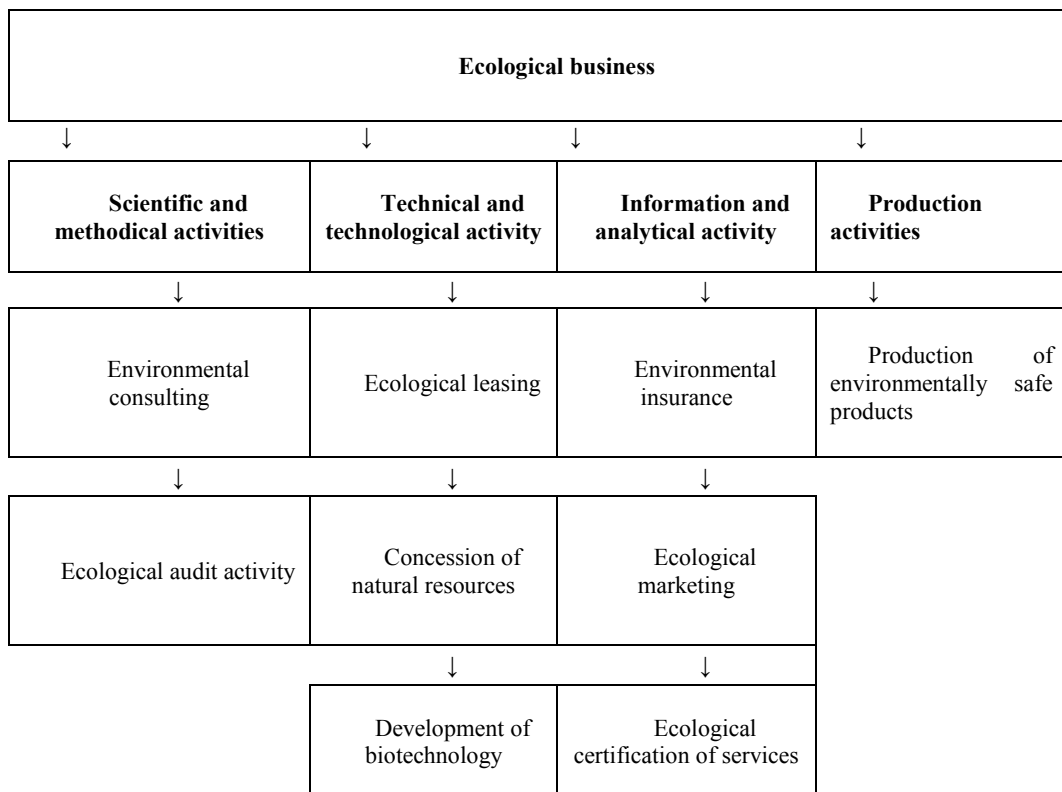 Ecological business
↓ ↓ ↓ ↓
Scientific and
methodical activities
Technical and
technological activity
Information and
analytical activity
Production
activities
↓ ↓ ↓ ↓
Environmental
consulting
Ecological leasing
Environmental
insurance
Production of
environmentally safe
products
↓ ↓ ↓
Ecological audit activity
Concession of
natural resources
Ecological
marketing
↓ ↓
Development of
biotechnology
Ecological
certification of services